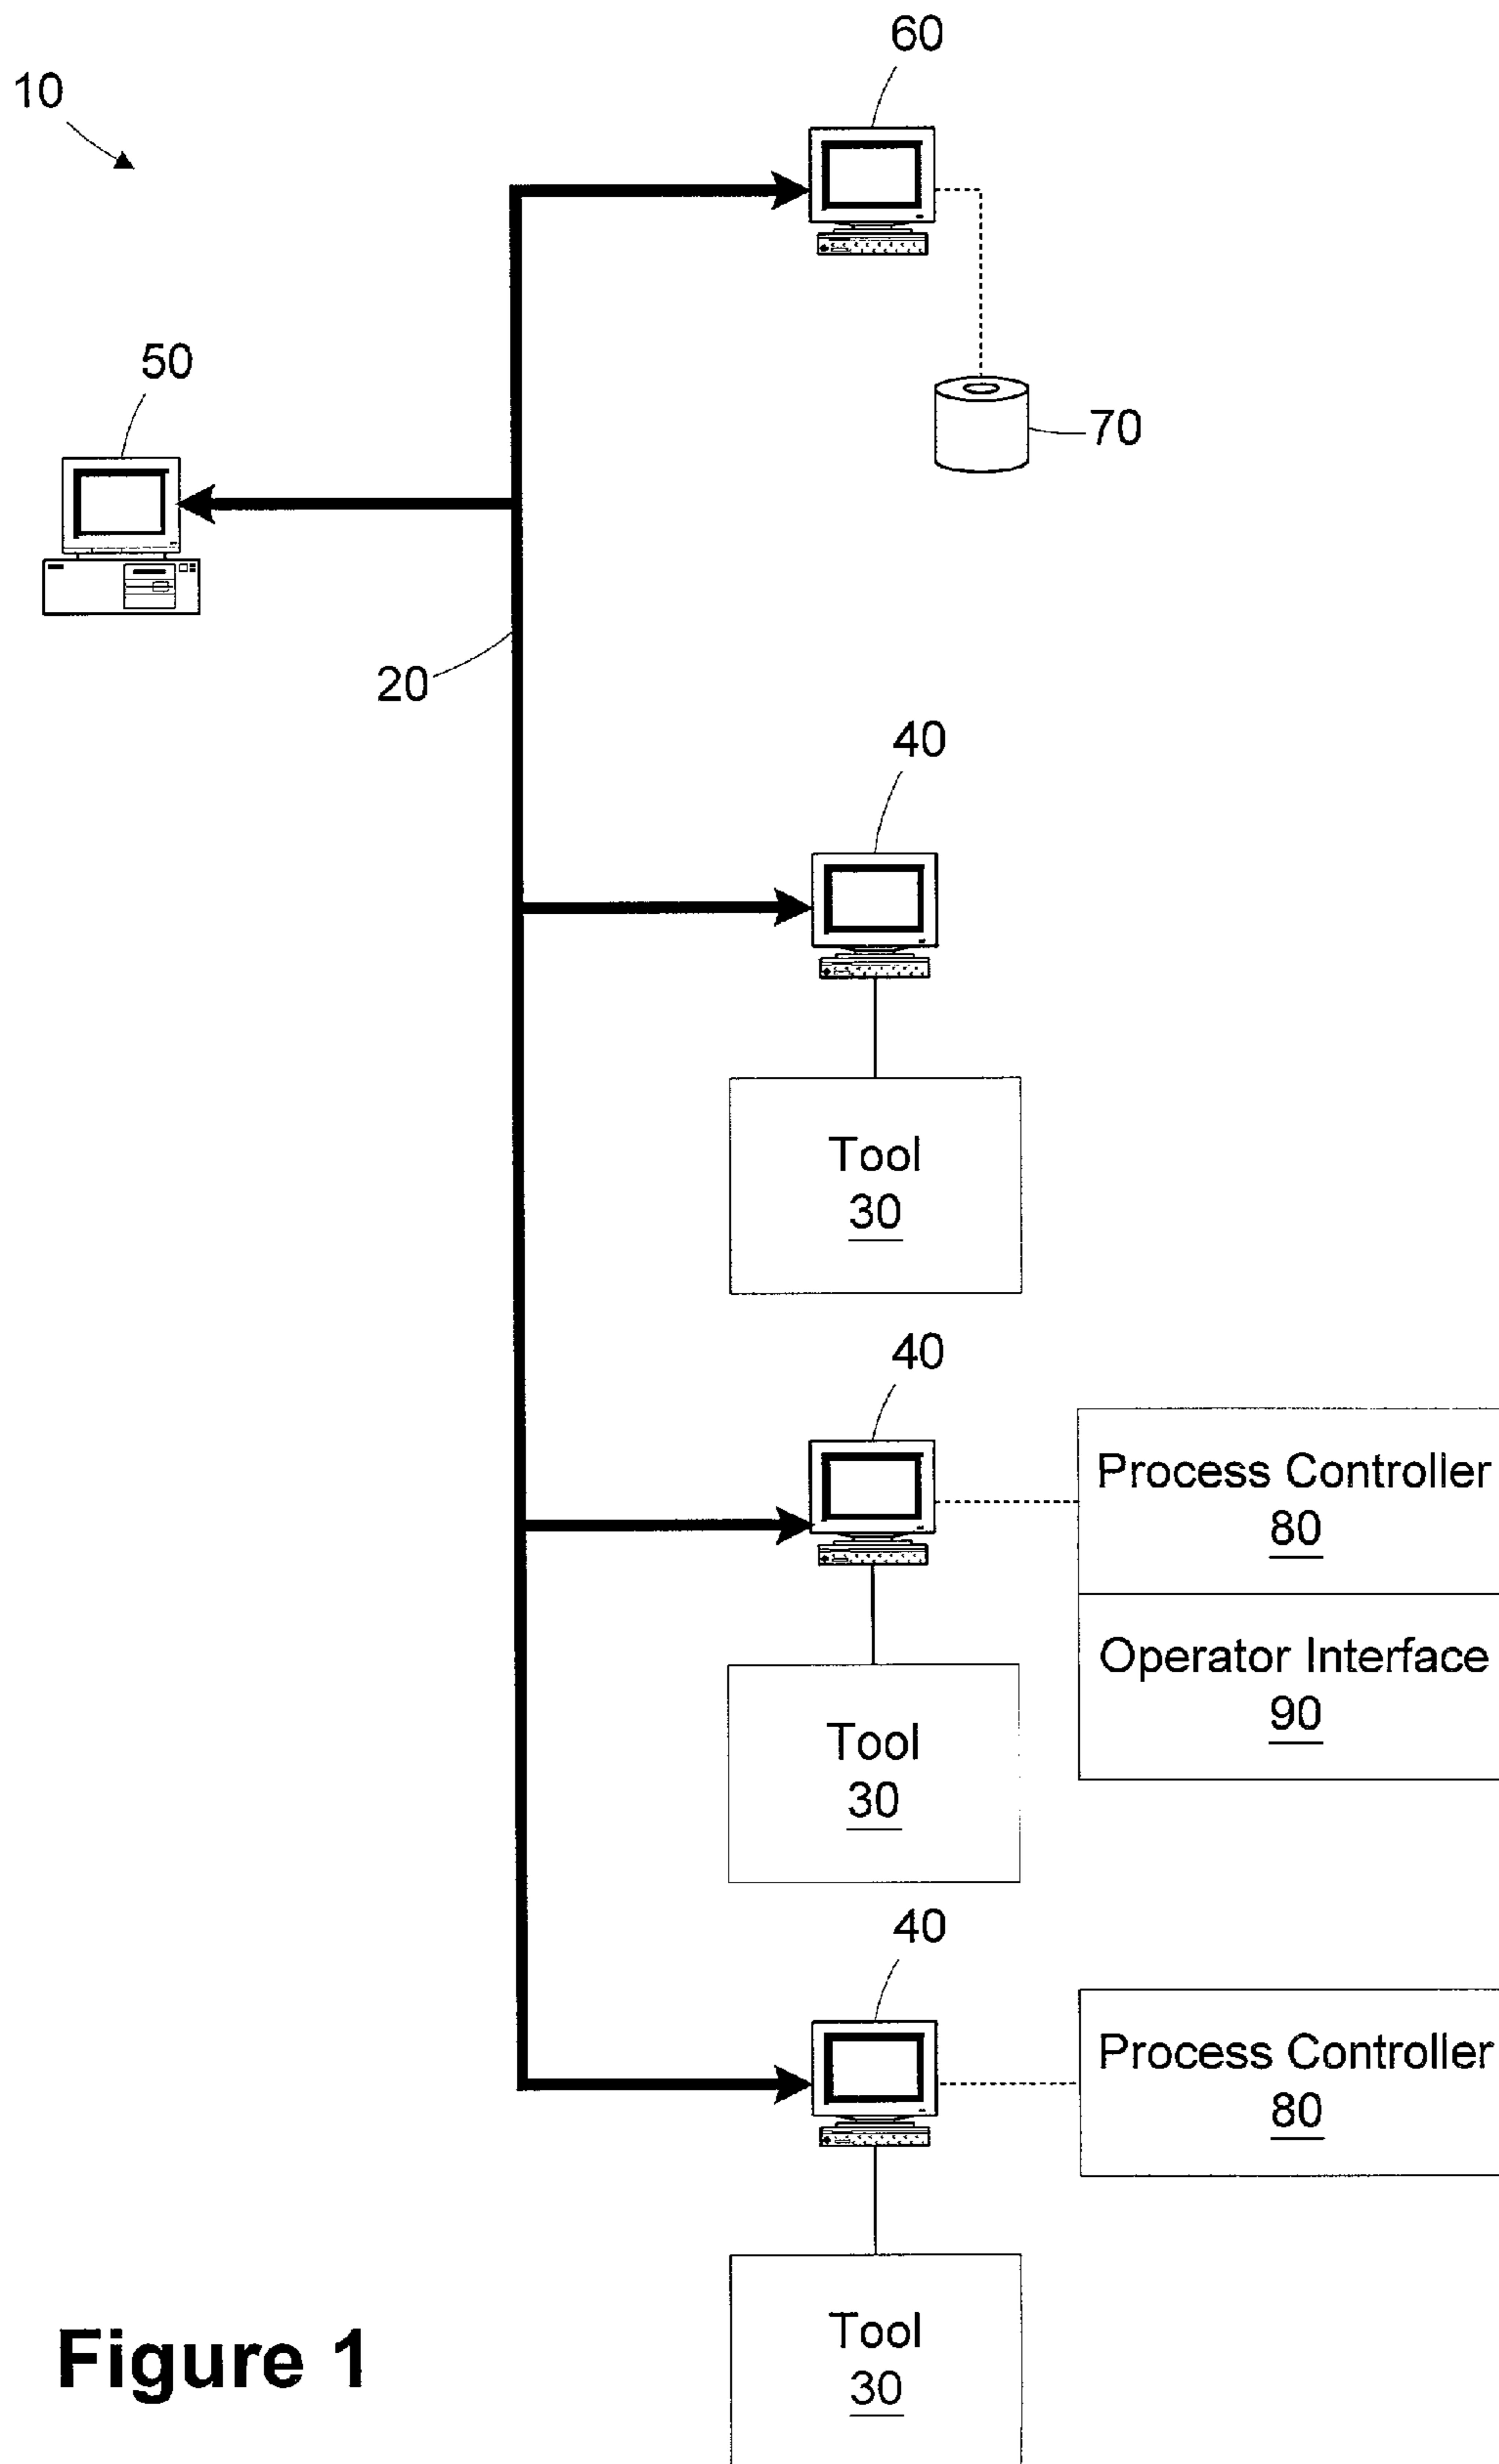 60
10
50
70
20
40
Tool
30
40
Process Controller
80
Operator Interface
90
Tool
30
40
Process Controller
80
Tool
30
Figure 1